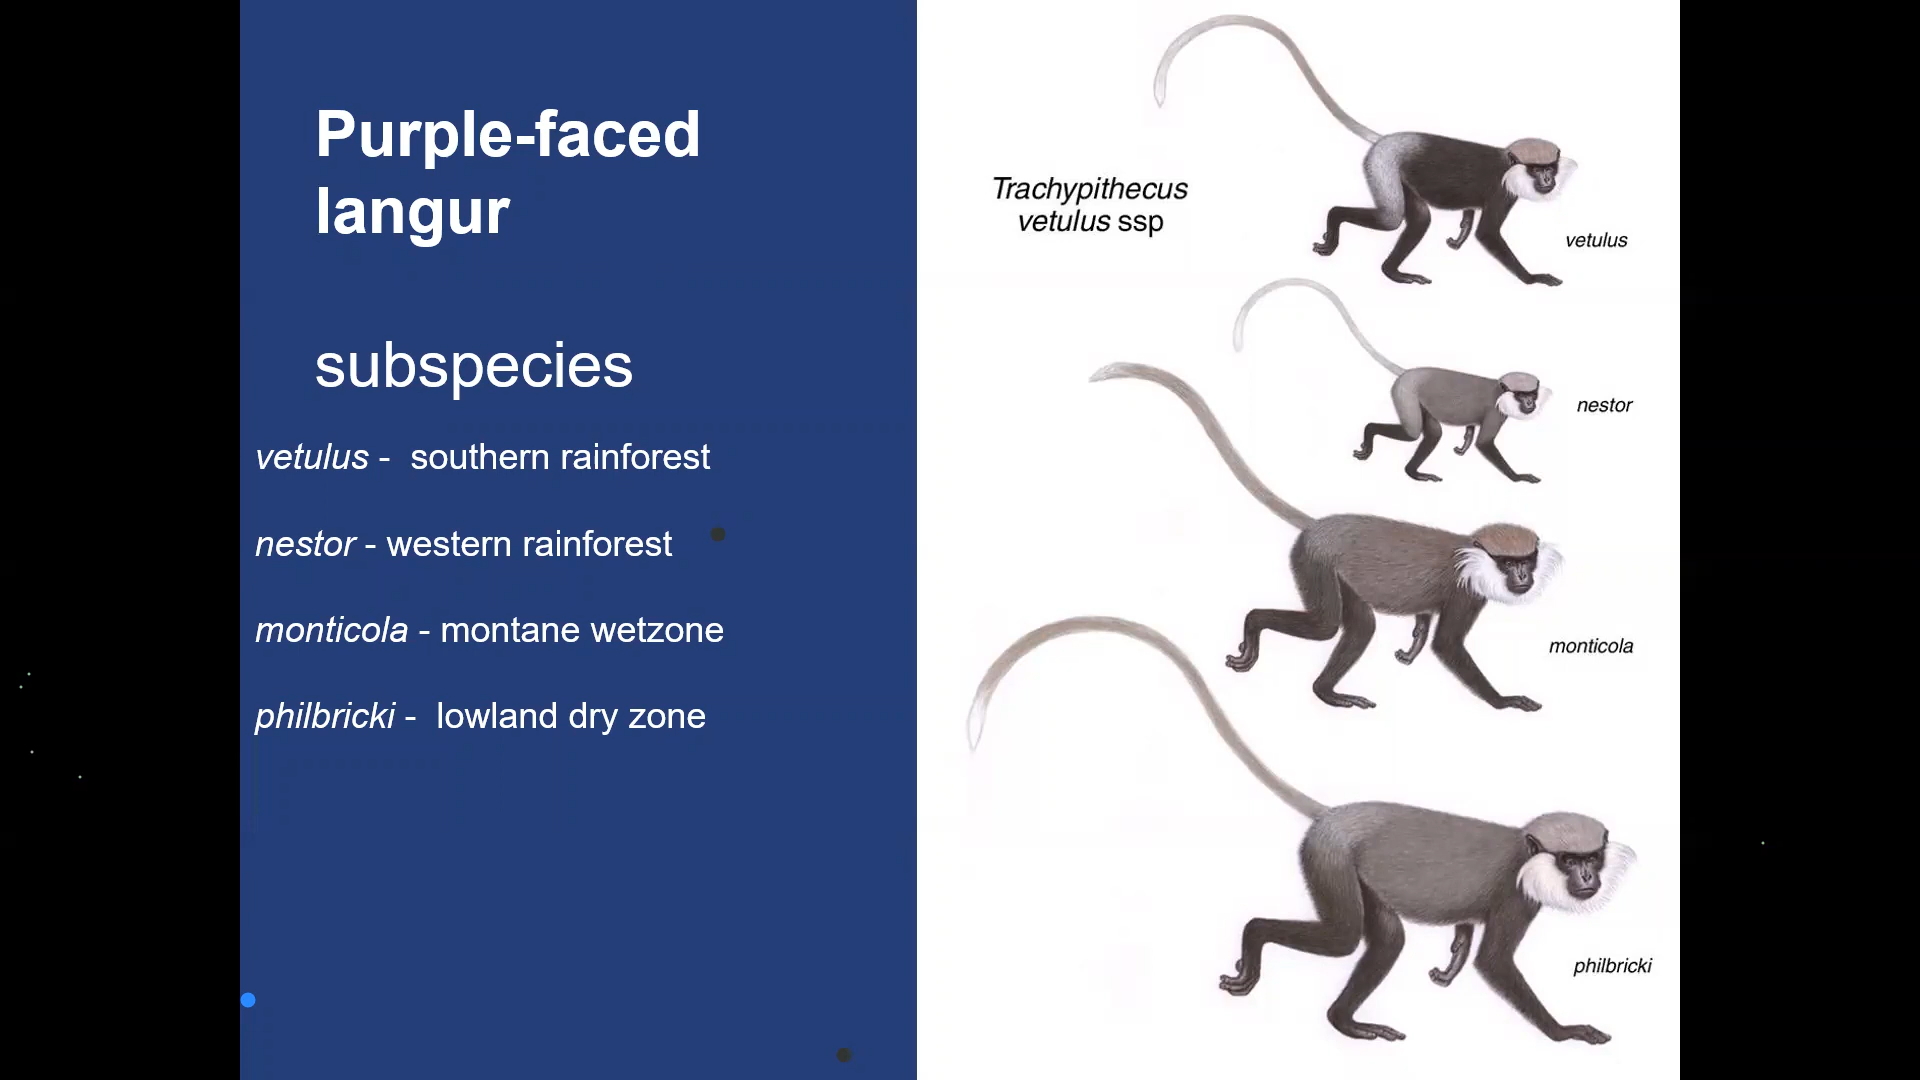 Purple-faced
langur
subspecies
vetulus - southern rainforest
nestor - western rainforest
monticola - montane wetzone
philbricki - lowland dry zone
Trachypithecus
vetulus ssp
vetulus
nestor
monticola
philbricki